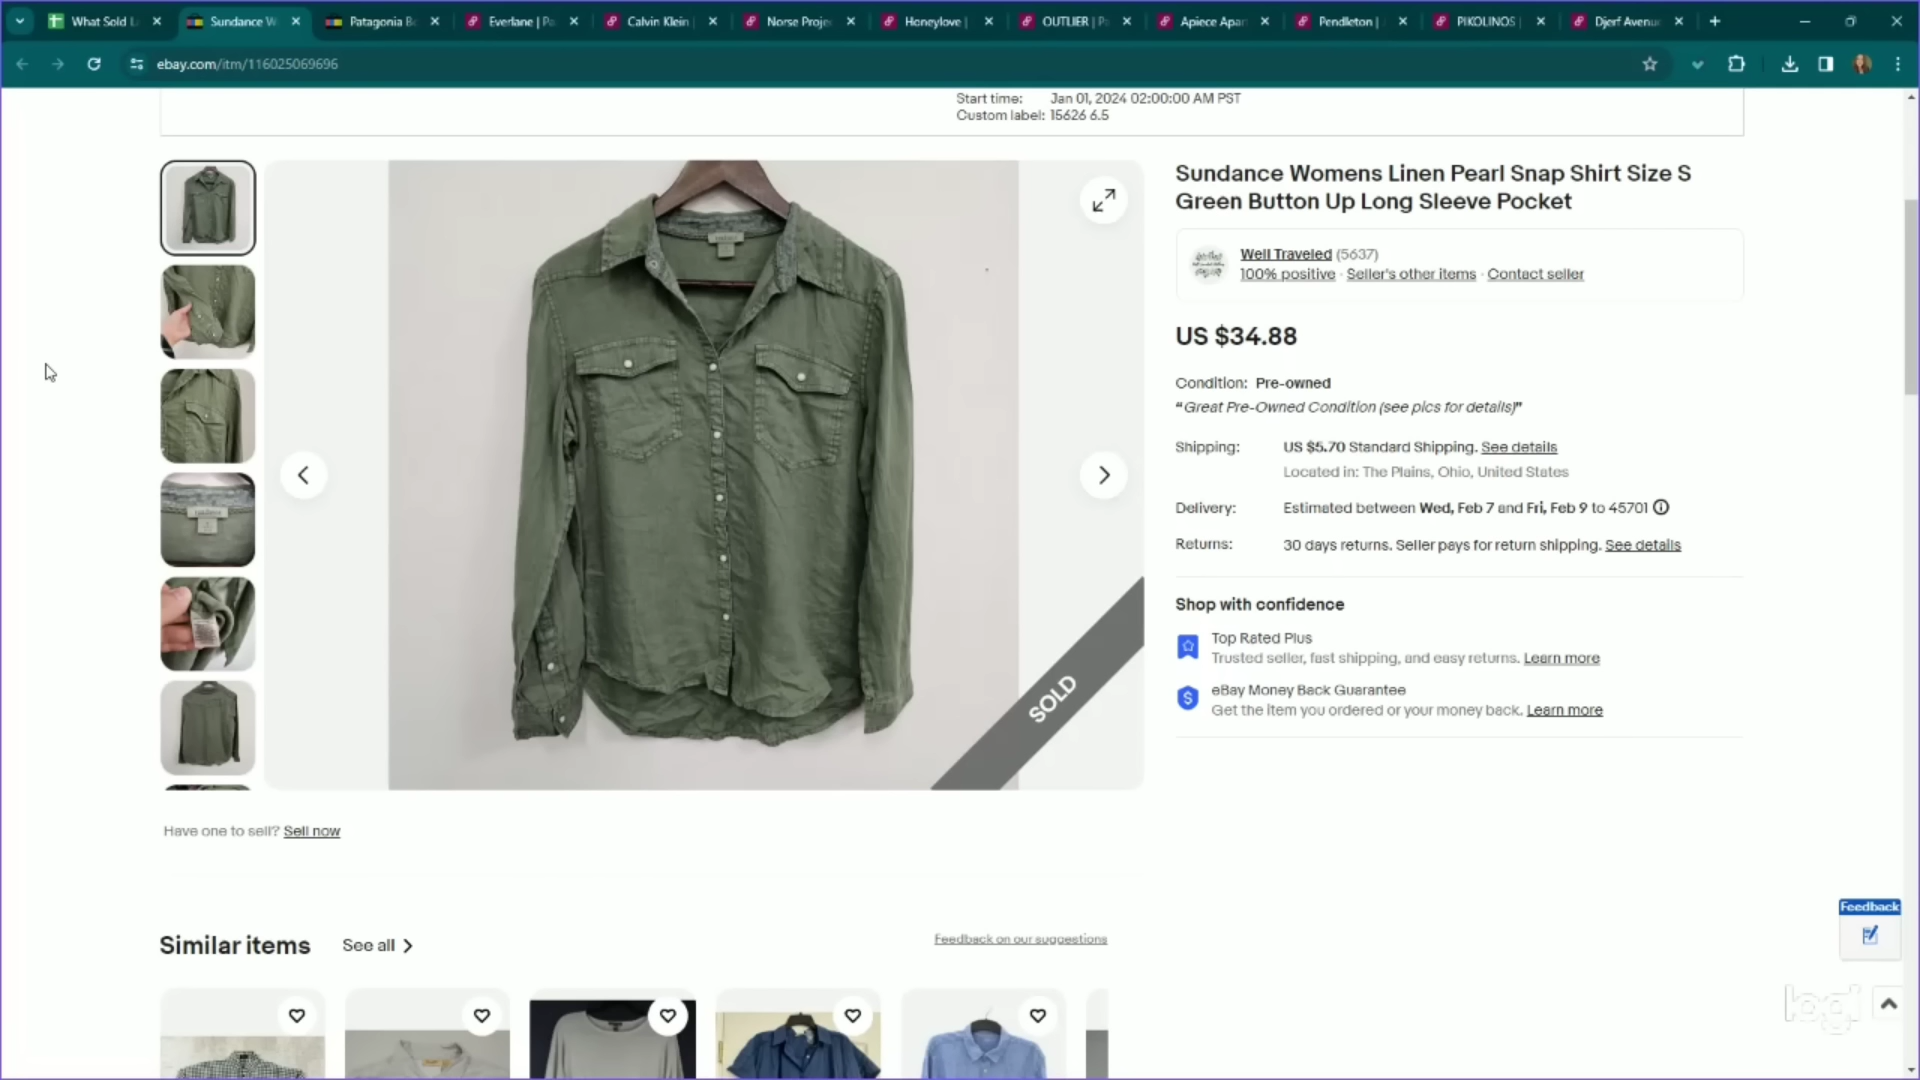 What Sold L
Sundance W
Patagonia B
Everlane | Pa
Calvin Klein
Norse Proje
Honeylove |
OUTLIER | P
Apiece Apar
Pendleton |
PIKOLINOS
Djerf Avenue
ebay.com/itm/116025069696
Start time: Jan 01, 2024 02:00:00 AM PST
Custom label: 15626 6.5
Sundance Womens Linen Pearl Snap Shirt Size S
Green Button Up Long Sleeve Pocket
Well Traveled (5637)
100% positive · Seller's other items · Contact seller
US $34.88
Condition: Pre-owned
“Great Pre-Owned Condition (see pics for details)”
Shipping: US $5.70 Standard Shipping. See details
Located in: The Plains, Ohio, United States
Delivery: Estimated between Wed, Feb 7 and Fri, Feb 9 to 45701
Returns: 30 days returns. Seller pays for return shipping. See details
Shop with confidence
Top Rated Plus
Trusted seller, fast shipping, and easy returns. Learn more
eBay Money Back Guarantee
Get the item you ordered or your money back. Learn more
SOLD
Have one to sell? Sell now
Similar items See all
Feedback on our suggestions
Feedback